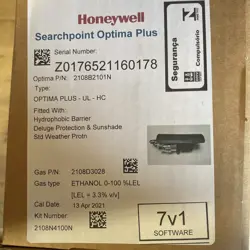 Honeywell
Searchpoint Optima Plus
Serial Number:
Z0176521160178
Optima P/N: 2108B2101N
Type:
OPTIMA PLUS - UL - HC
Fitted With:
Hydrophobic Barrier
Deluge Protection & Sunshade
Std Weather Protn
Gas P/N: 2108D3028
Gas type ETHANOL 0-100 %LEL
[LEL = 3.3% v/v]
Cal Date 13 Apr 2021
Kit Number
2108N4100N
7v1
SOFTWARE
Segurança
Compulsório